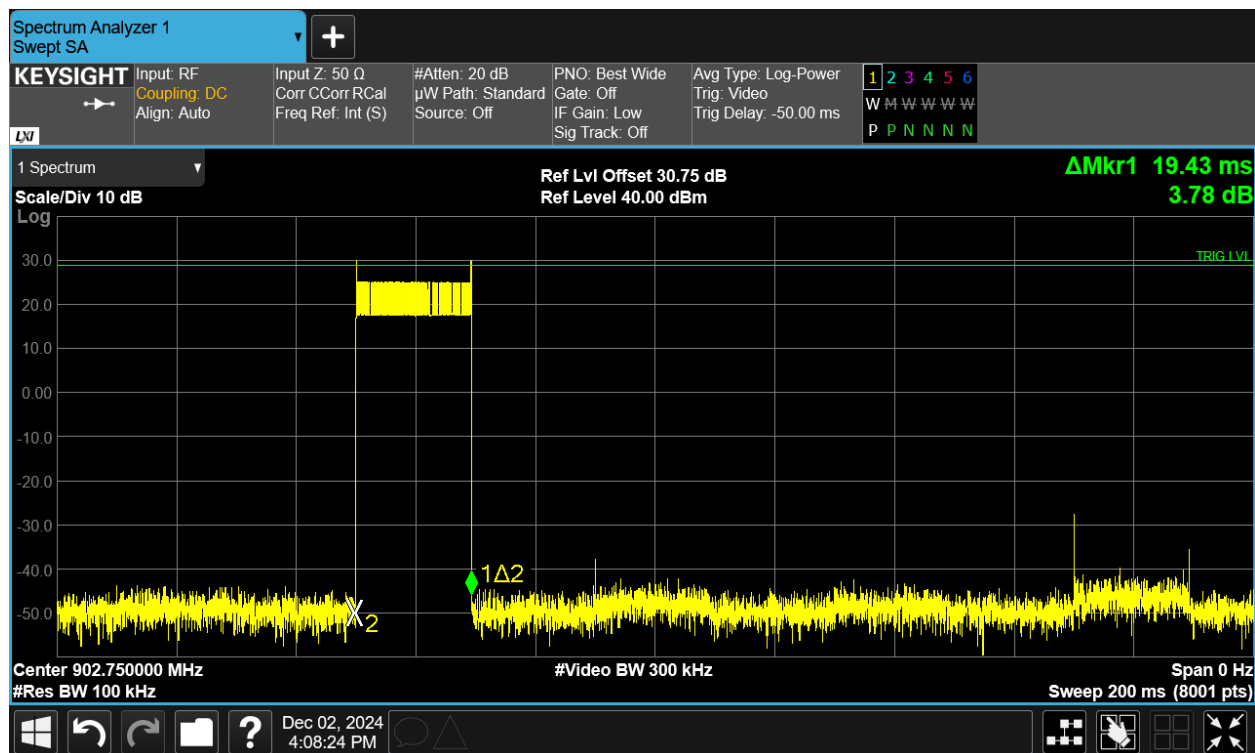 Spectrum Analyzer 1
Swept SA
KEYSIGHT
LXI
Input: RF
Coupling: DC
Align: Auto
Input Z: 50 Ω
Corr CCorr RCal
Freq Ref: Int (S)
#Atten: 20 dB
µW Path: Standard
Source: Off
PNO: Best Wide
Gate: Off
IF Gain: Low
Sig Track: Off
Avg Type: Log-Power
Trig: Video
Trig Delay: -50.00 ms
1 2 3 4 5 6
W M W W W W
P P N N N N
1 Spectrum
Ref Lvl Offset 30.75 dB
ΔMkr1 19.43 ms
Scale/Div 10 dB
Ref Level 40.00 dBm
3.78 dB
Log
TRIG LVL
30.0
20.0
10.0
0.00
-10.0
-20.0
-30.0
-40.0
1Δ2
-50.0
X2
Center 902.750000 MHz
#Video BW 300 kHz
Span 0 Hz
#Res BW 100 kHz
Sweep 200 ms (8001 pts)
?
Dec 02, 2024
4:08:24 PM